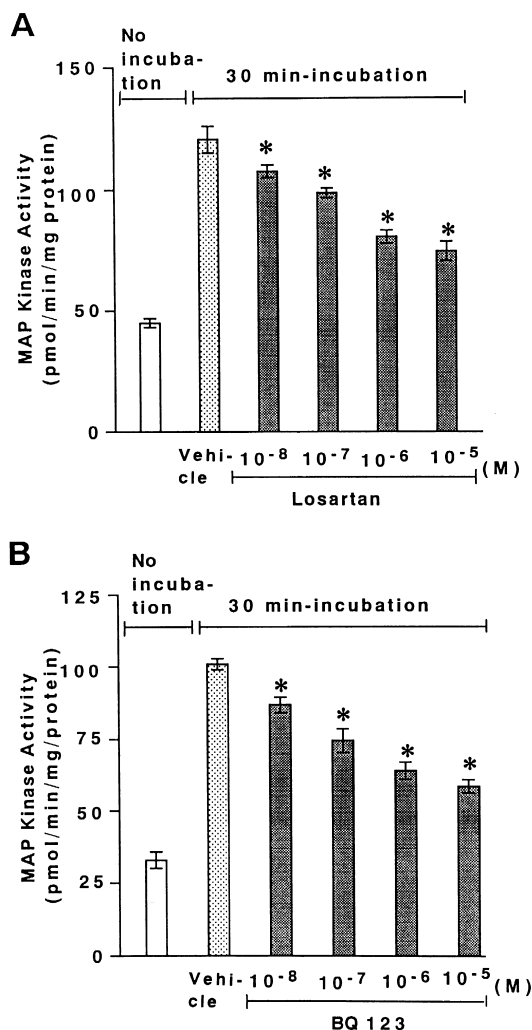 A
No
incuba-
tion
30 min-incubation
150
100
50
0
MAP Kinase Activity
(pmol/min/mg protein)
*
*
*
*
Vehi-
cle
10-8 10-7 10-6 10-5 (M)
Losartan
B
No
incuba-
tion
30 min-incubation
125
100
75
50
25
0
MAP Kinase Activity
(pmol/min/mg/protein)
*
*
*
*
Vehi-
cle
10-8 10-7 10-6 10-5 (M)
BQ 123